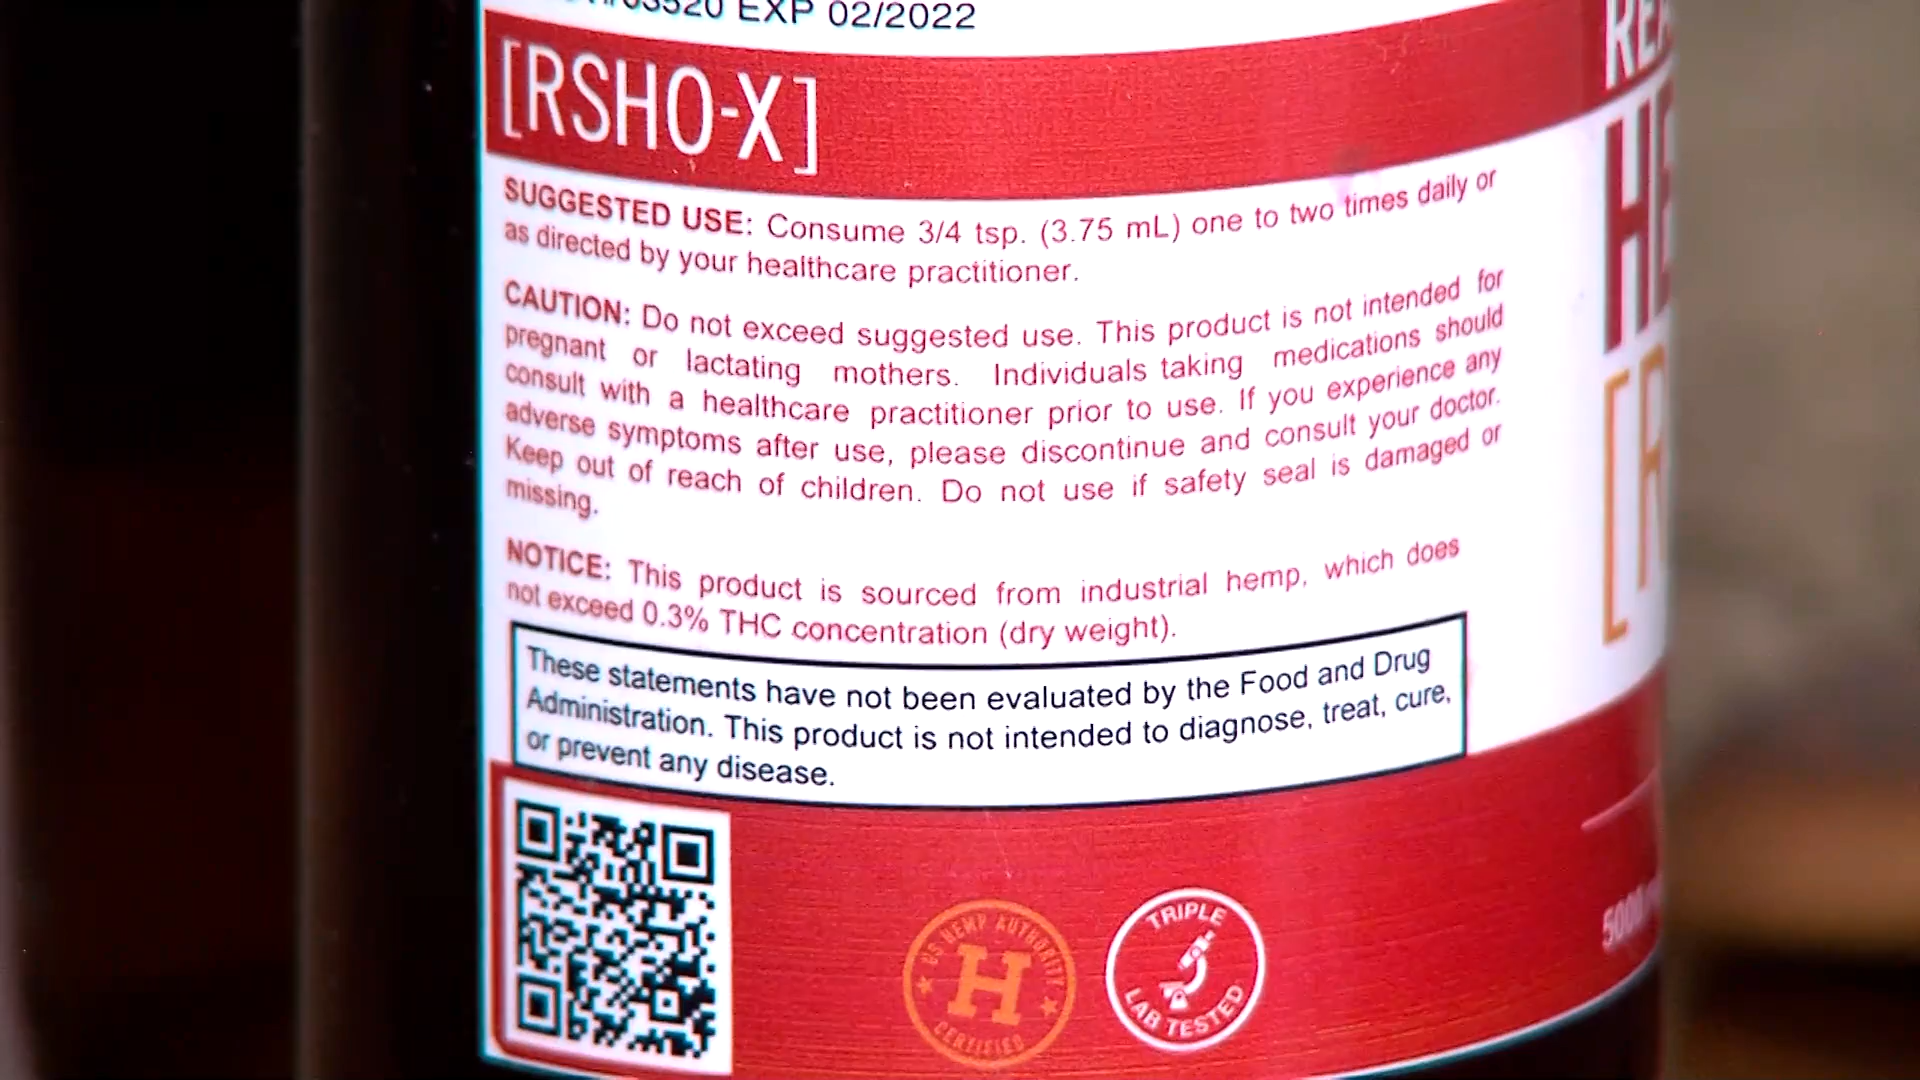 EXP 02/2022
[RSHO-X]
SUGGESTED USE: Consume 3/4 tsp. (3.75 mL) one to two times daily or
as directed by your healthcare practitioner.
CAUTION: Do not exceed suggested use. This product is not intended for
pregnant or lactating mothers. Individuals taking medications should
consult with a healthcare practitioner prior to use. If you experience any
adverse symptoms after use, please discontinue and consult your doctor.
Keep out of reach of children. Do not use if safety seal is damaged or
missing.
NOTICE: This product is sourced from industrial hemp, which does
not exceed 0.3% THC concentration (dry weight).
These statements have not been evaluated by the Food and Drug
Administration. This product is not intended to diagnose, treat, cure,
or prevent any disease.
US HEMP AUTHORITY
H
CERTIFIED
TRIPLE
LAB TESTED